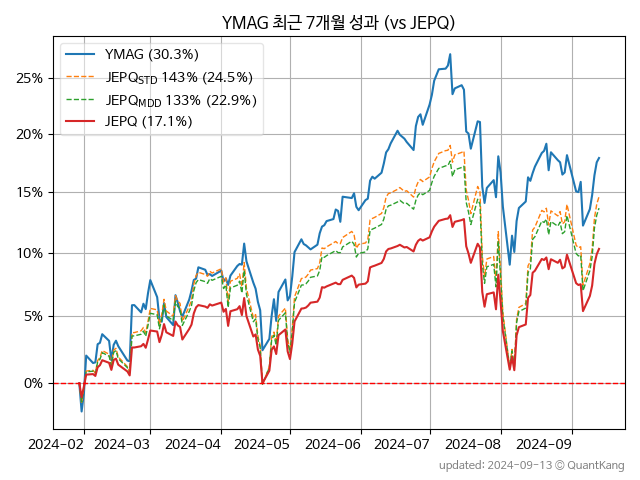 YMAG 최근 7개월 성과 (vs JEPQ)
YMAG (30.3%)
JEPQSTD 143% (24.5%)
JEPQMDD 133% (22.9%)
JEPQ (17.1%)
25%
20%
15%
10%
5%
0%
2024-02 2024-03 2024-04 2024-05 2024-06 2024-07 2024-08 2024-09
updated: 2024-09-13 © QuantKang